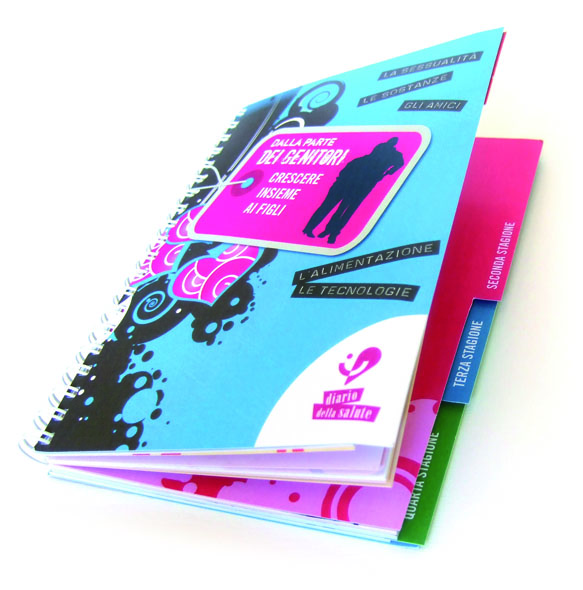 LA SESSUALITÀ
LE SOSTANZE
GLI AMICI
DALLA PARTE
DEI GENITORI
CRESCERE
INSIEME
AI FIGLI
L'ALIMENTAZIONE
LE TECNOLOGIE
diario
della salute
SECONDA STAGIONE
TERZA STAGIONE
QUARTA STAGIONE